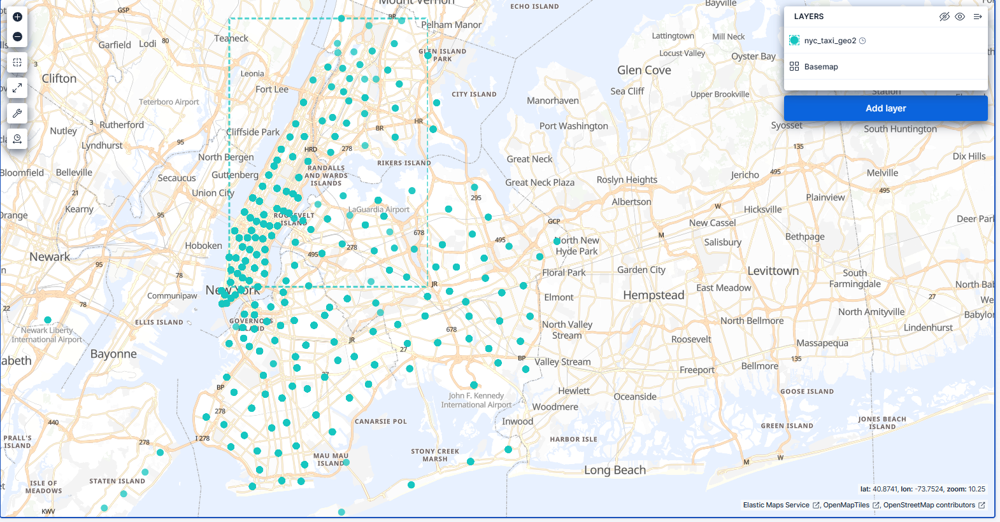 Mount Vernon
ECHO ISLAND
Bayville
GSP
BR
LAYERS
Pelham Manor
Teaneck
Lattingtown
Mill Neck
80
Garfield
Lodi
nyc_taxi_geo2
GLEN ISLAND
PARK
Locust Valley
Oyster Bay
3
Basemap
Leonia
Glen Cove
Clifton
Fort Lee
Sea Cliff
CITY ISLAND
Upper Brookville
Station
Teterboro Airport
Manorhaven
Add layer
3
Rutherford
HR
Port Washington
Syosset
South Huntington
Nutley
BR
Cliffside Park
95
Lyndhurst
HRD
278
135
North Bergen
Great Neck
Dix Hills
RIKERS ISLAND
RANDALLS
AND WARDS
ISLANDS
Bloomfield
Belleville
Guttenberg
Secaucus
Jericho
495
Melville
Great Neck Plaza
Roslyn Heights
21
Union City
295
495
Plainview
Albertson
Kearny
LaGuardia Airport
W
Hicksville
Orange
95
ROOSEVELT
ISLAND
GCP
New Cassel
Deer Park
678
M
Bethpage
495
North New
Hyde Park
Salisbury
Hoboken
278
495
Newark
95
Garden City
Levittown
78
Floral Park
South
Farmingdale
JR
New York
East Meadow
North Bab
Communipaw
Elmont
Hempstead
27
We
22
78
North Amityville
Babylon
ELLIS ISLAND
GOVERNORS
ISLAND
North Bellmore
Newark Liberty
International Airport
678
North Valley
Stream
Lindenhurst
JR
Roosevelt
Massapequa
27
Bayonne
BP
Valley Stream
135
abeth
Freeport
Bellmore
27
BP
Hewlett
GOOSE ISLAND
John F. Kennedy
International Airport
Oceanside
278
Woodmere
440
CANARSIE POL
Inwood
JONES BEACH
ISLAND
GREEN ISLAND
PRALL'S
ISLAND
278
I 278
HARBOR ISLE
STONY CREEK
MARSH
MAU MAU
ISLAND
M
W
Long Beach
STATEN ISLAND
ISLE OF
MEADOWS
lat: 40.8741, lon: -73.7524, zoom: 10.25
KWV
Elastic Maps Service , OpenMapTiles , OpenStreetMap contributors